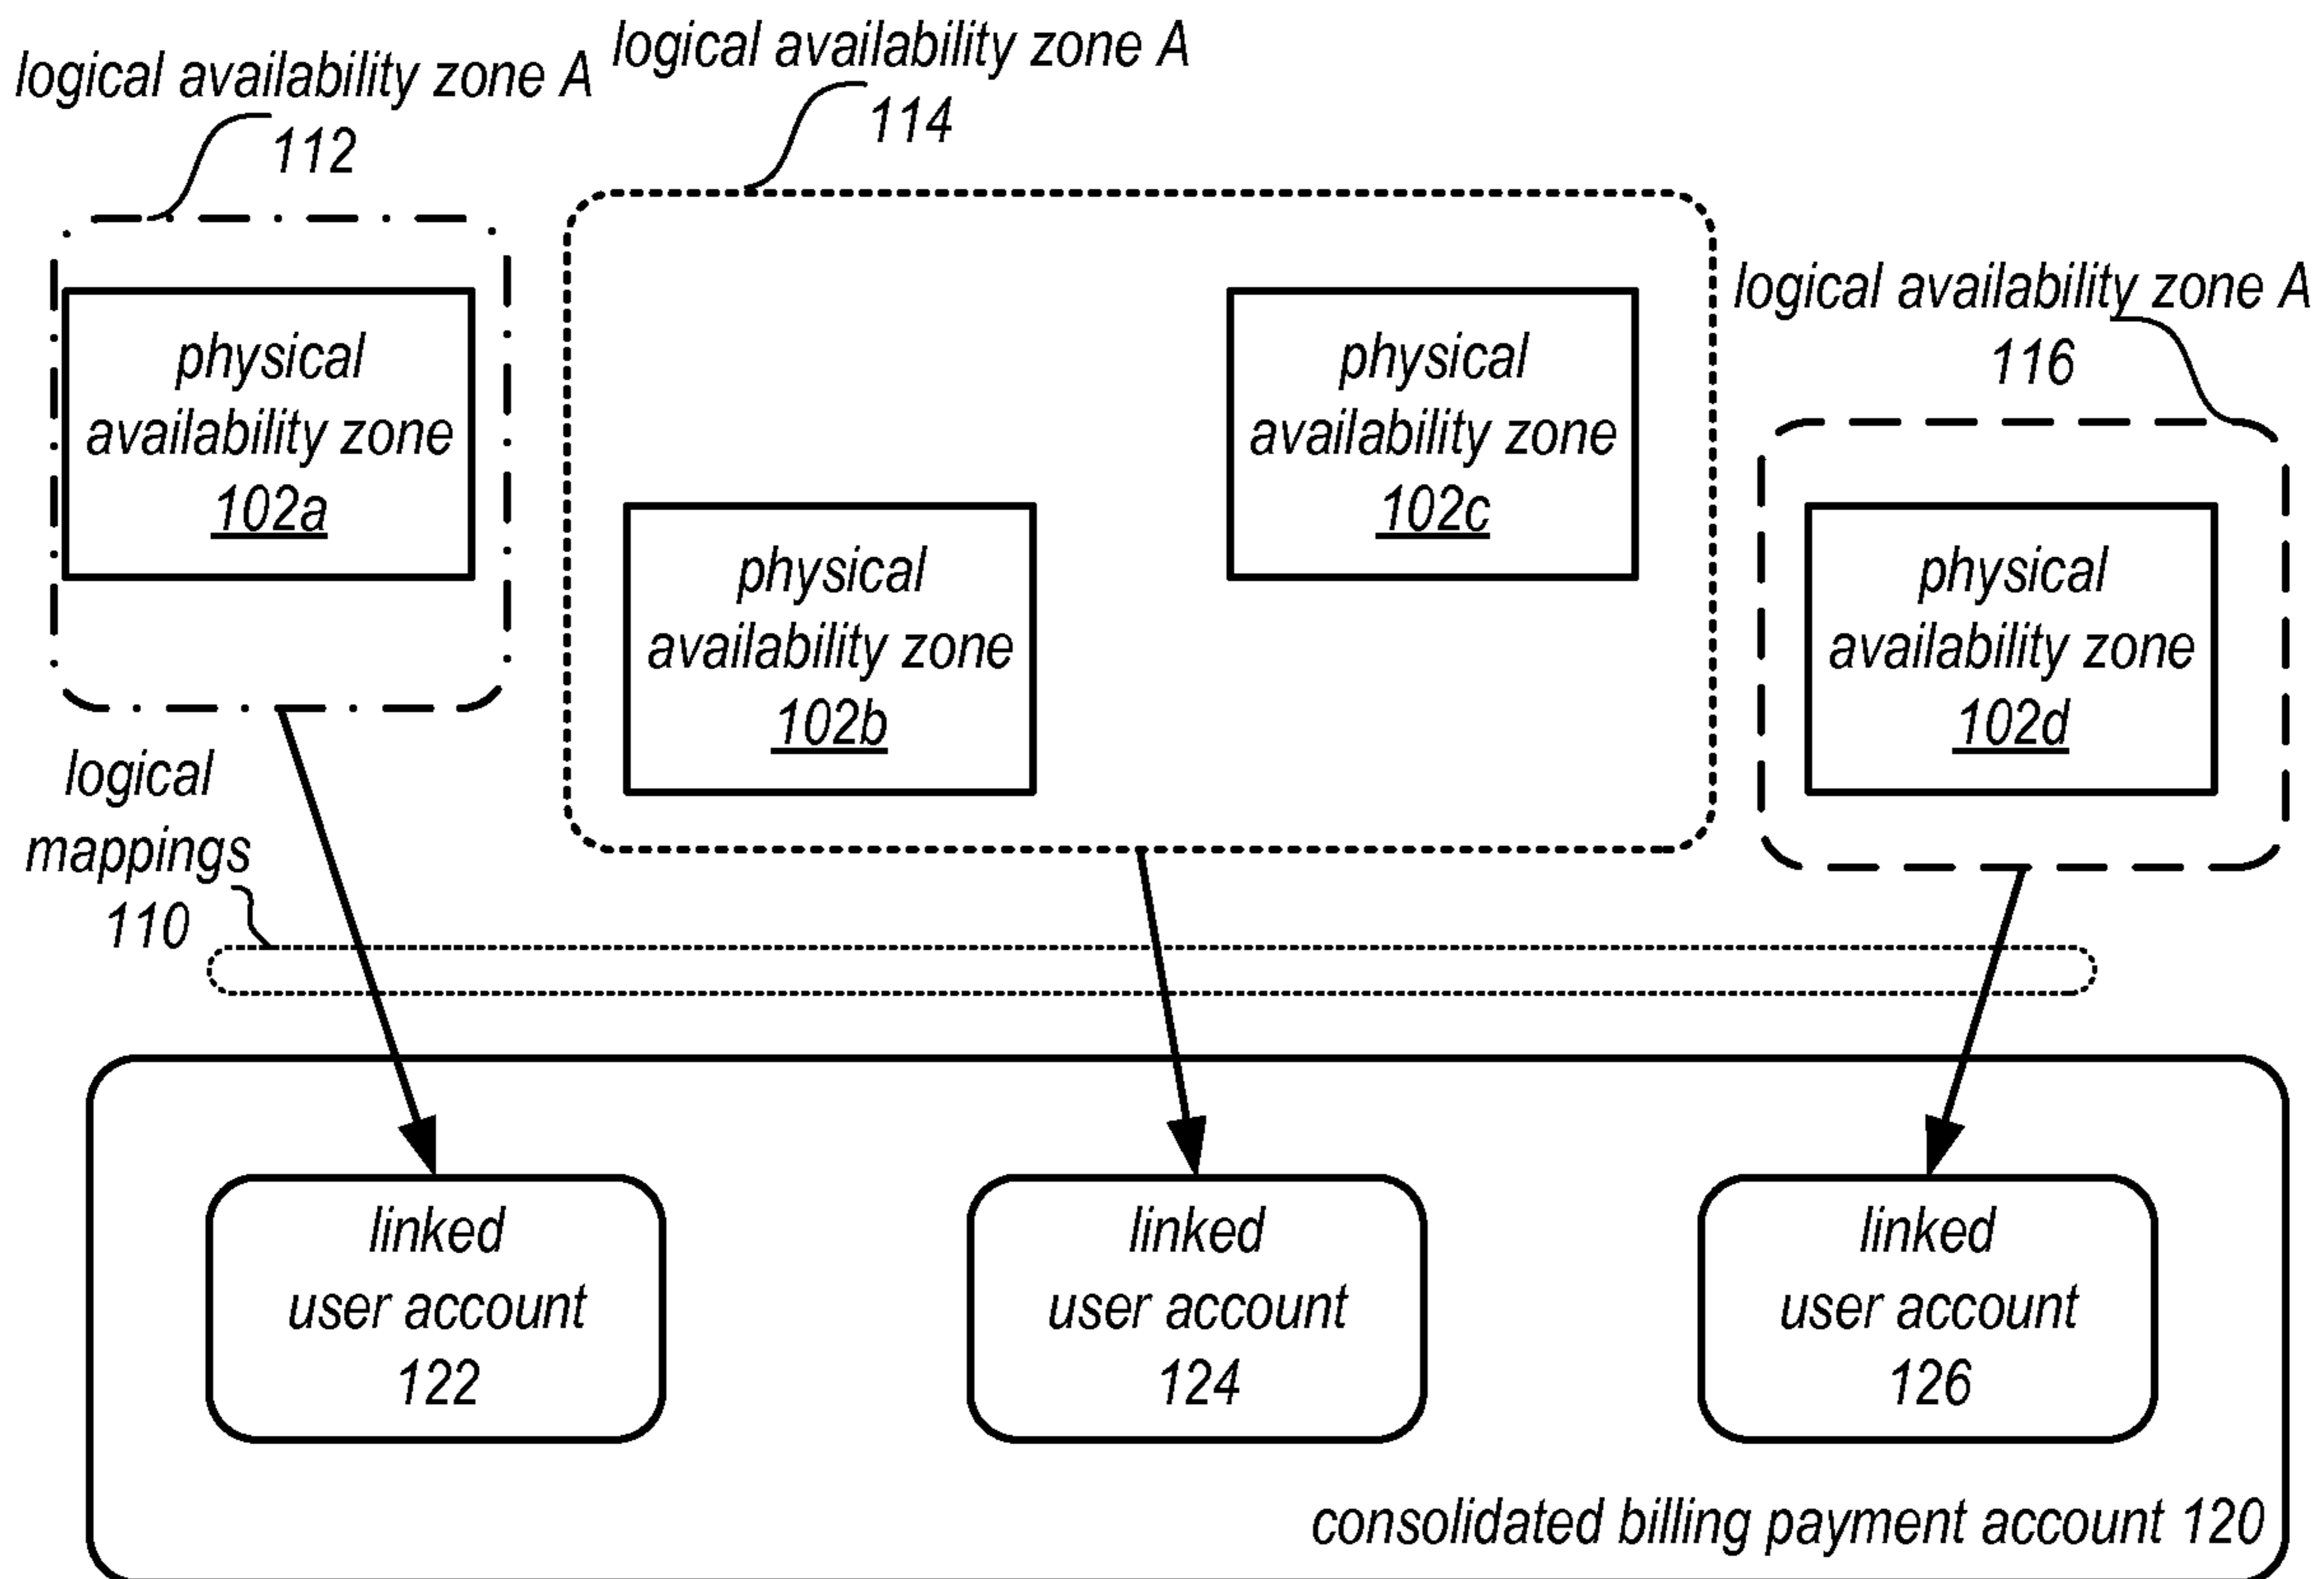 logical availability zone A
112
logical availability zone A
114
logical availability zone A
116
physical
availability zone
102a
physical
availability zone
102c
physical
availability zone
102b
physical
availability zone
102d
logical
mappings
110
linked
user account
122
linked
user account
124
linked
user account
126
consolidated billing payment account 120